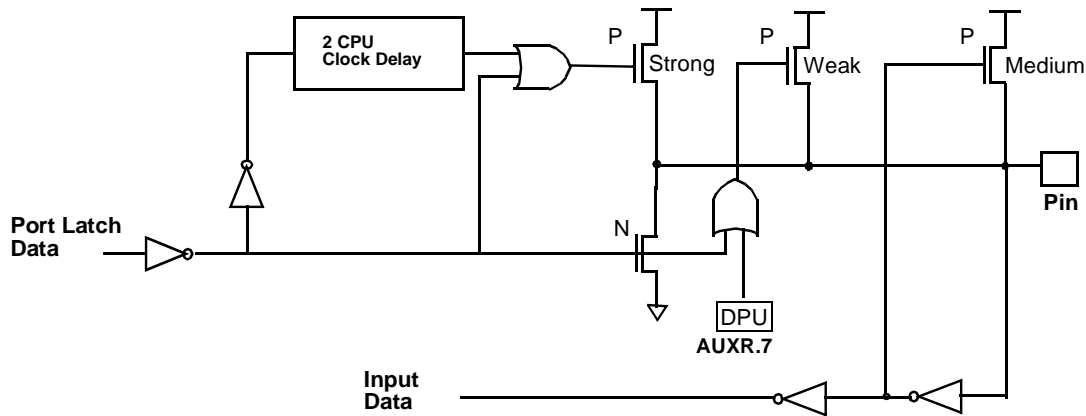 2 CPU
Clock Delay
P
Strong
P
Weak
P
Medium
Pin
Port Latch
Data
N
DPU
AUXR.7
Input
Data